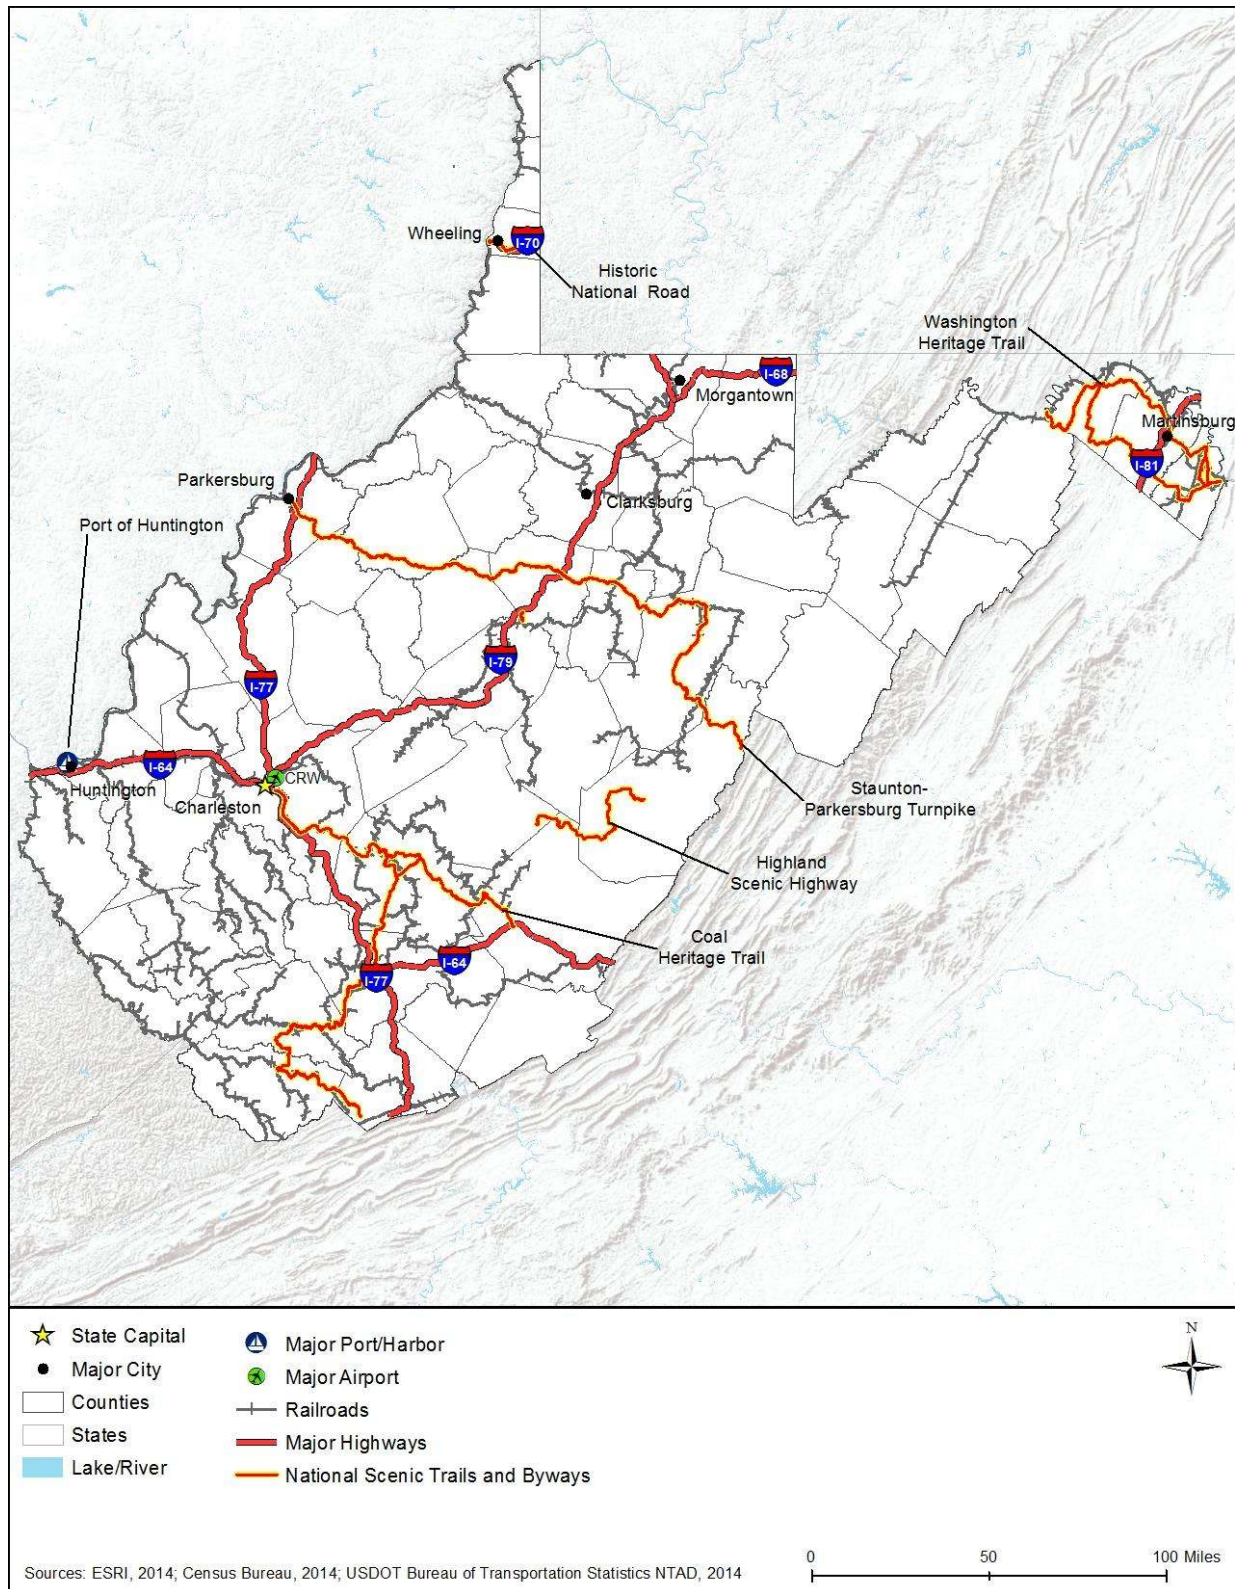 Wheeling
I-70
Historic
National Road
Washington
Heritage Trail
I-68
Morgantown
Martinsburg
I-81
Parkersburg
Clarksburg
Port of Huntington
I-79
I-77
I-64
Huntington
CRW
Charleston
Staunton-
Parkersburg Turnpike
Highland
Scenic Highway
Coal
Heritage Trail
I-64
I-77
State Capital
Major City
Counties
States
Lake/River
Major Port/Harbor
Major Airport
Railroads
Major Highways
National Scenic Trails and Byways
N
0 50 100 Miles
Sources: ESRI, 2014; Census Bureau, 2014; USDOT Bureau of Transportation Statistics NTAD, 2014